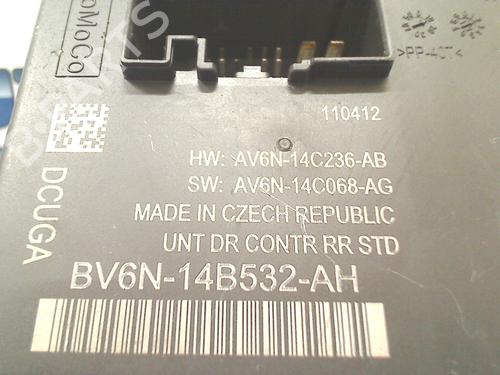 oMoCo
>PP-40T<
110412
HW: AV6N-14C236-AB
SW: AV6N-14C068-AG
MADE IN CZECH REPUBLIC
UNT DR CONTR RR STD
DCUGA
BV6N-14B532-AH